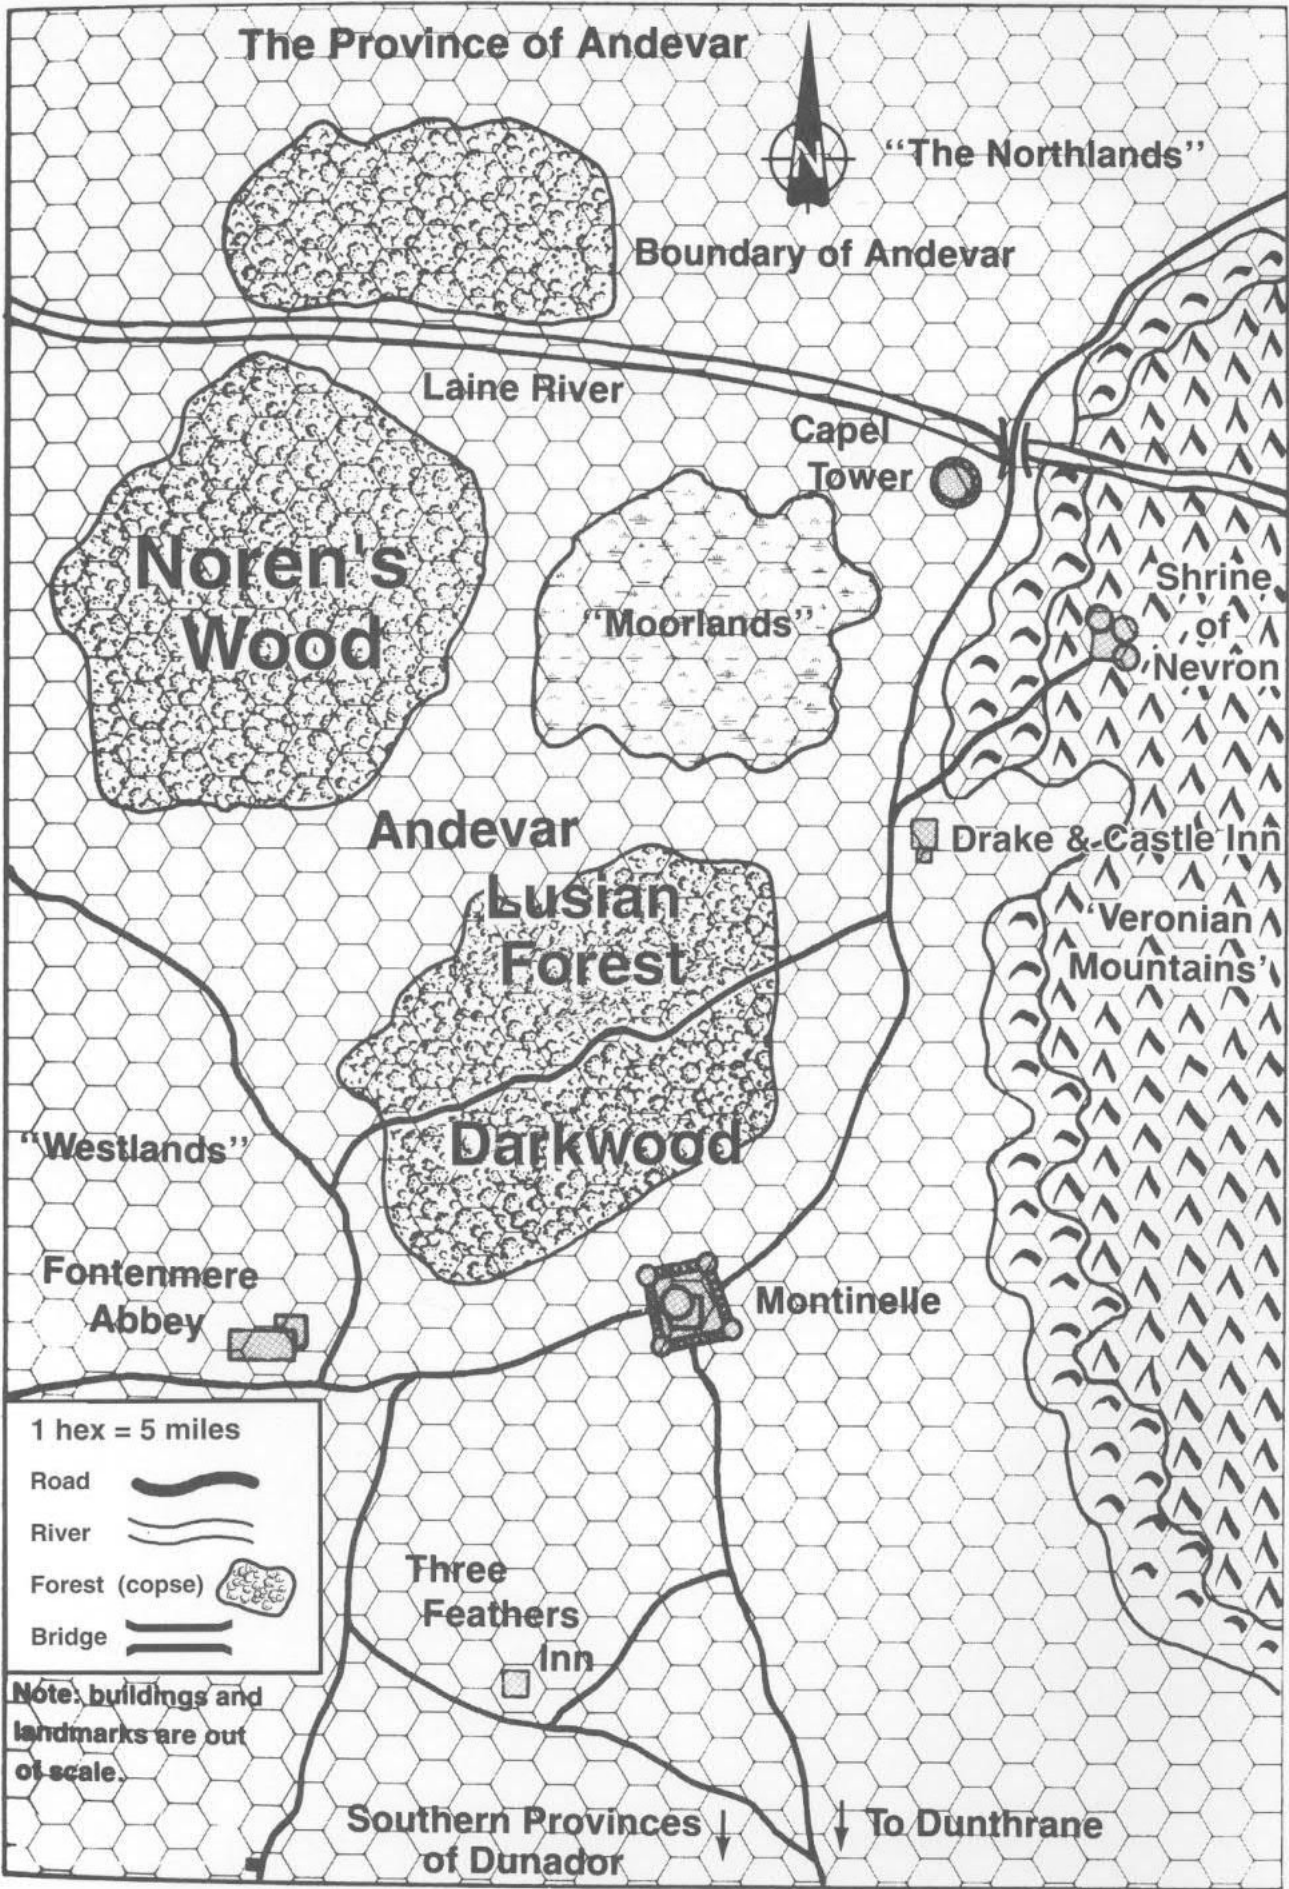 The Province of Andevar
N
"The Northlands"
Boundary of Andevar
Laine River
Capel
Tower
Noren's
Wood
"Moorlands"
Shrine
of
Nevron
Andevar
Drake & Castle Inn
Lusian
Forest
'Veronian
Mountains'
Darkwood
"Westlands"
Fontenmere
Abbey
Montinelle
1 hex = 5 miles
Road
River
Forest (copse)
Bridge
Three
Feathers
Inn
Note: buildings and
landmarks are out
of scale.
Southern Provinces
of Dunador
To Dunthrane